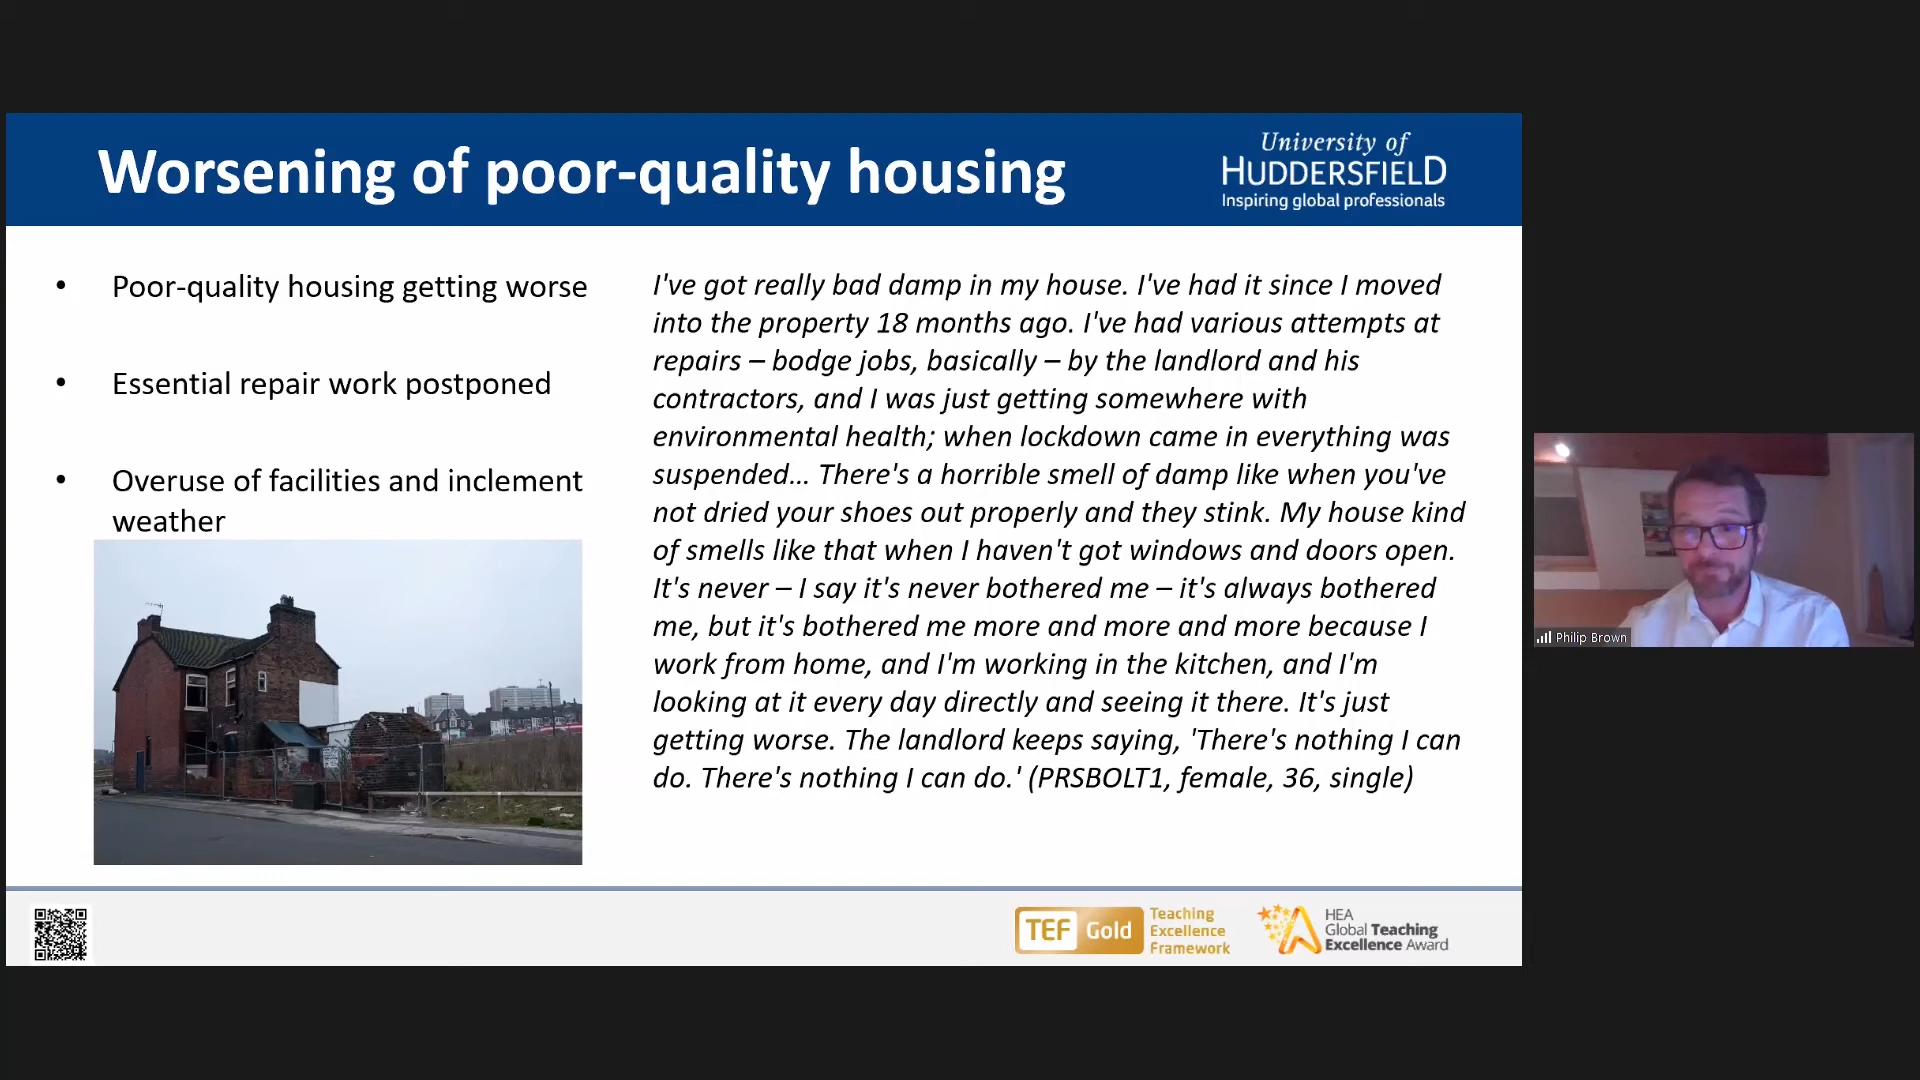 Worsening of poor-quality housing
University of
HUDDERSFIELD
Inspiring global professionals
• Poor-quality housing getting worse
• Essential repair work postponed
• Overuse of facilities and inclement
weather
I've got really bad damp in my house. I've had it since I moved
into the property 18 months ago. I've had various attempts at
repairs – bodge jobs, basically – by the landlord and his
contractors, and I was just getting somewhere with
environmental health; when lockdown came in everything was
suspended... There's a horrible smell of damp like when you've
not dried your shoes out properly and they stink. My house kind
of smells like that when I haven't got windows and doors open.
It's never – I say it's never bothered me – it's always bothered
me, but it's bothered me more and more and more because I
work from home, and I'm working in the kitchen, and I'm
looking at it every day directly and seeing it there. It's just
getting worse. The landlord keeps saying, 'There's nothing I can
do. There's nothing I can do.' (PRSBOLT1, female, 36, single)
Philip Brown
TEF Gold
Teaching
Excellence
Framework
HEA
Global Teaching
Excellence Award